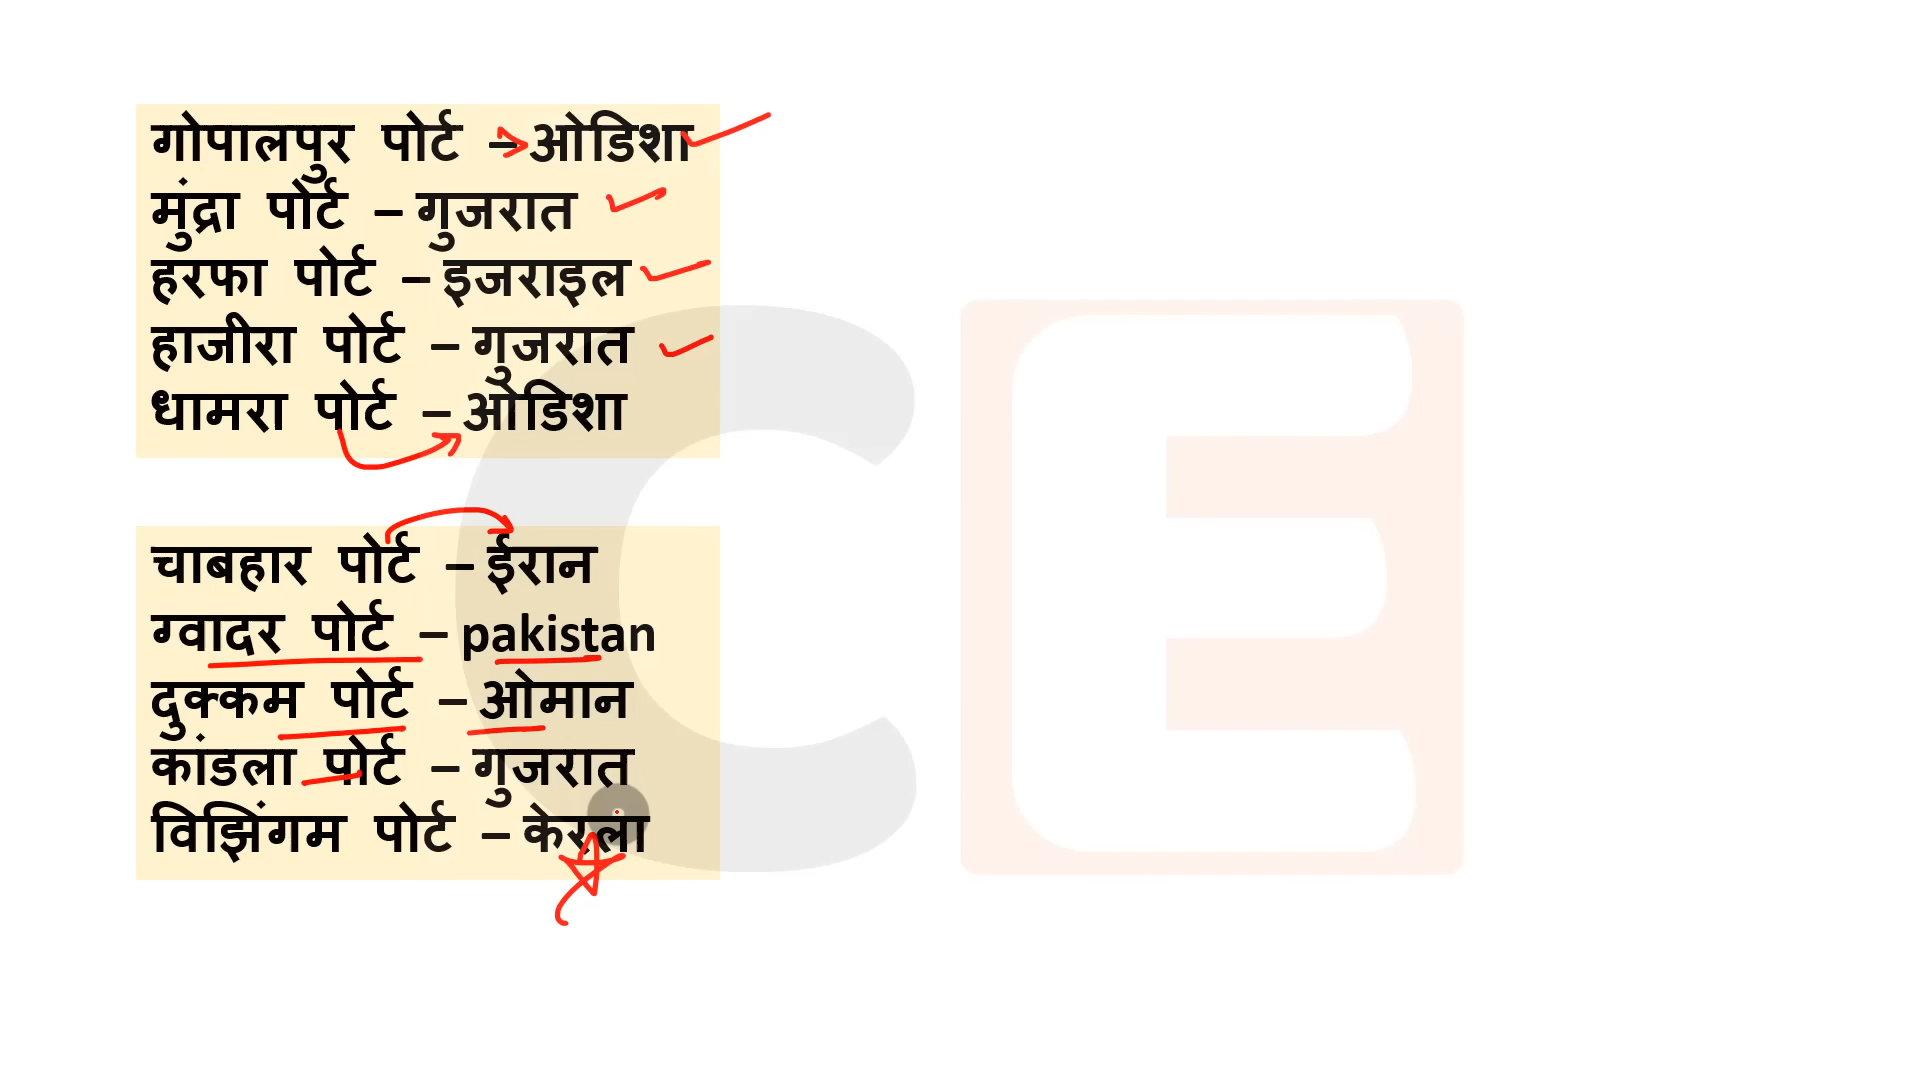 गोपालपुर पोर्ट – ओडिशा
मुंद्रा पोर्ट – गुजरात
हरफा पोर्ट – इजराइल
हाजीरा पोर्ट – गुजरात
धामरा पोर्ट – ओडिशा
चाबहार पोर्ट – ईरान
ग्वादर पोर्ट – pakistan
दुक्कम पोर्ट – ओमान
कांडला पोर्ट – गुजरात
विझिंगम पोर्ट – केरला
CE